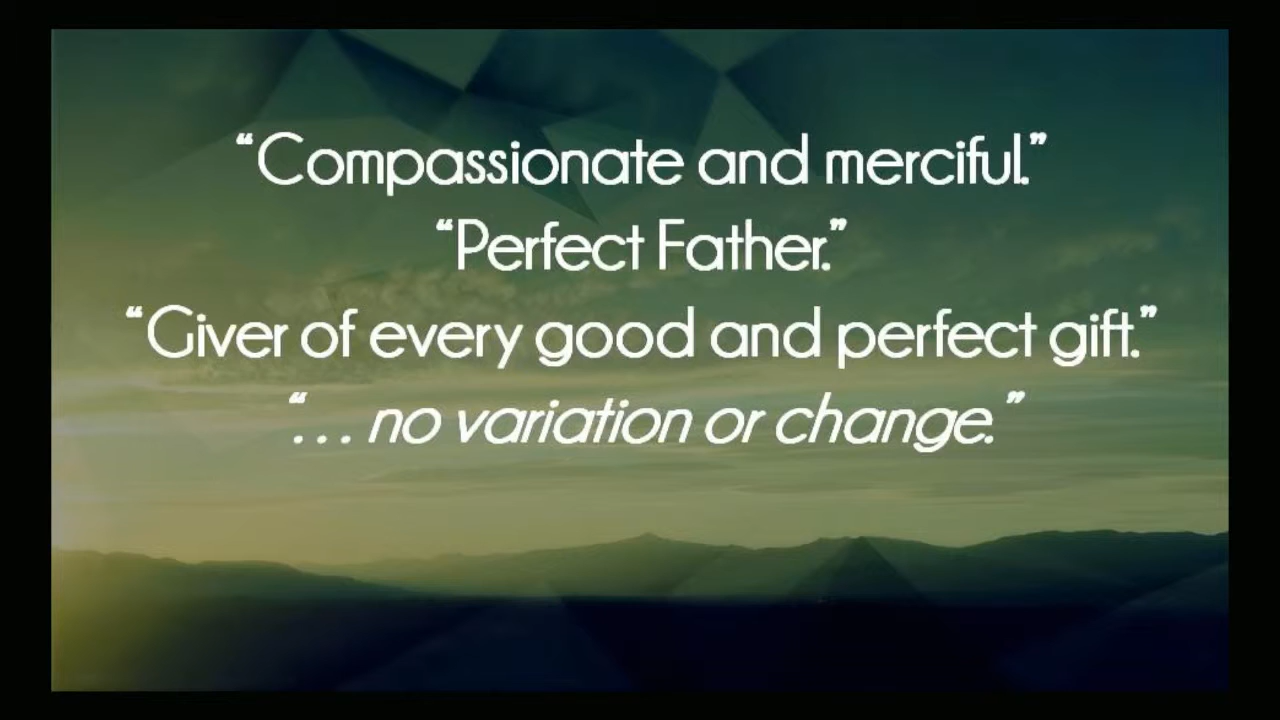 “Compassionate and merciful.”
“Perfect Father.”
“Giver of every good and perfect gift.”
“... no variation or change.”